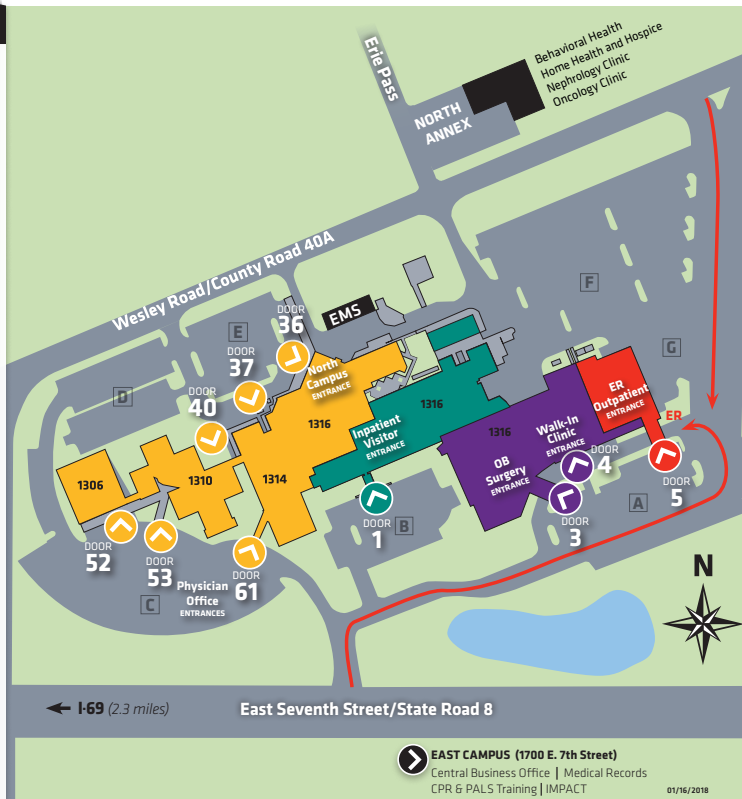 Erie Pass
Behavioral Health
Home Health and Hospice
Nephrology Clinic
Oncology Clinic
NORTH
ANNEX
Wesley Road/County Road 40A
F
EMS
E
DOOR
36
G
DOOR
37
D
DOOR
40
North
Campus
ENTRANCE
ER
Outpatient
ENTRANCE
ER
1316
1316
1316
Inpatient
Visitor
ENTRANCE
Walk-In
Clinic
ENTRANCE
OB
Surgery
ENTRANCE
DOOR
4
DOOR
5
1306
1310
1314
A
B
DOOR
1
DOOR
3
DOOR
52
DOOR
53
DOOR
61
C
Physician
Office
ENTRANCES
N
I-69 (2.3 miles)
East Seventh Street/State Road 8
EAST CAMPUS (1700 E. 7th Street)
Central Business Office | Medical Records
CPR & PALS Training | IMPACT
01/16/2018